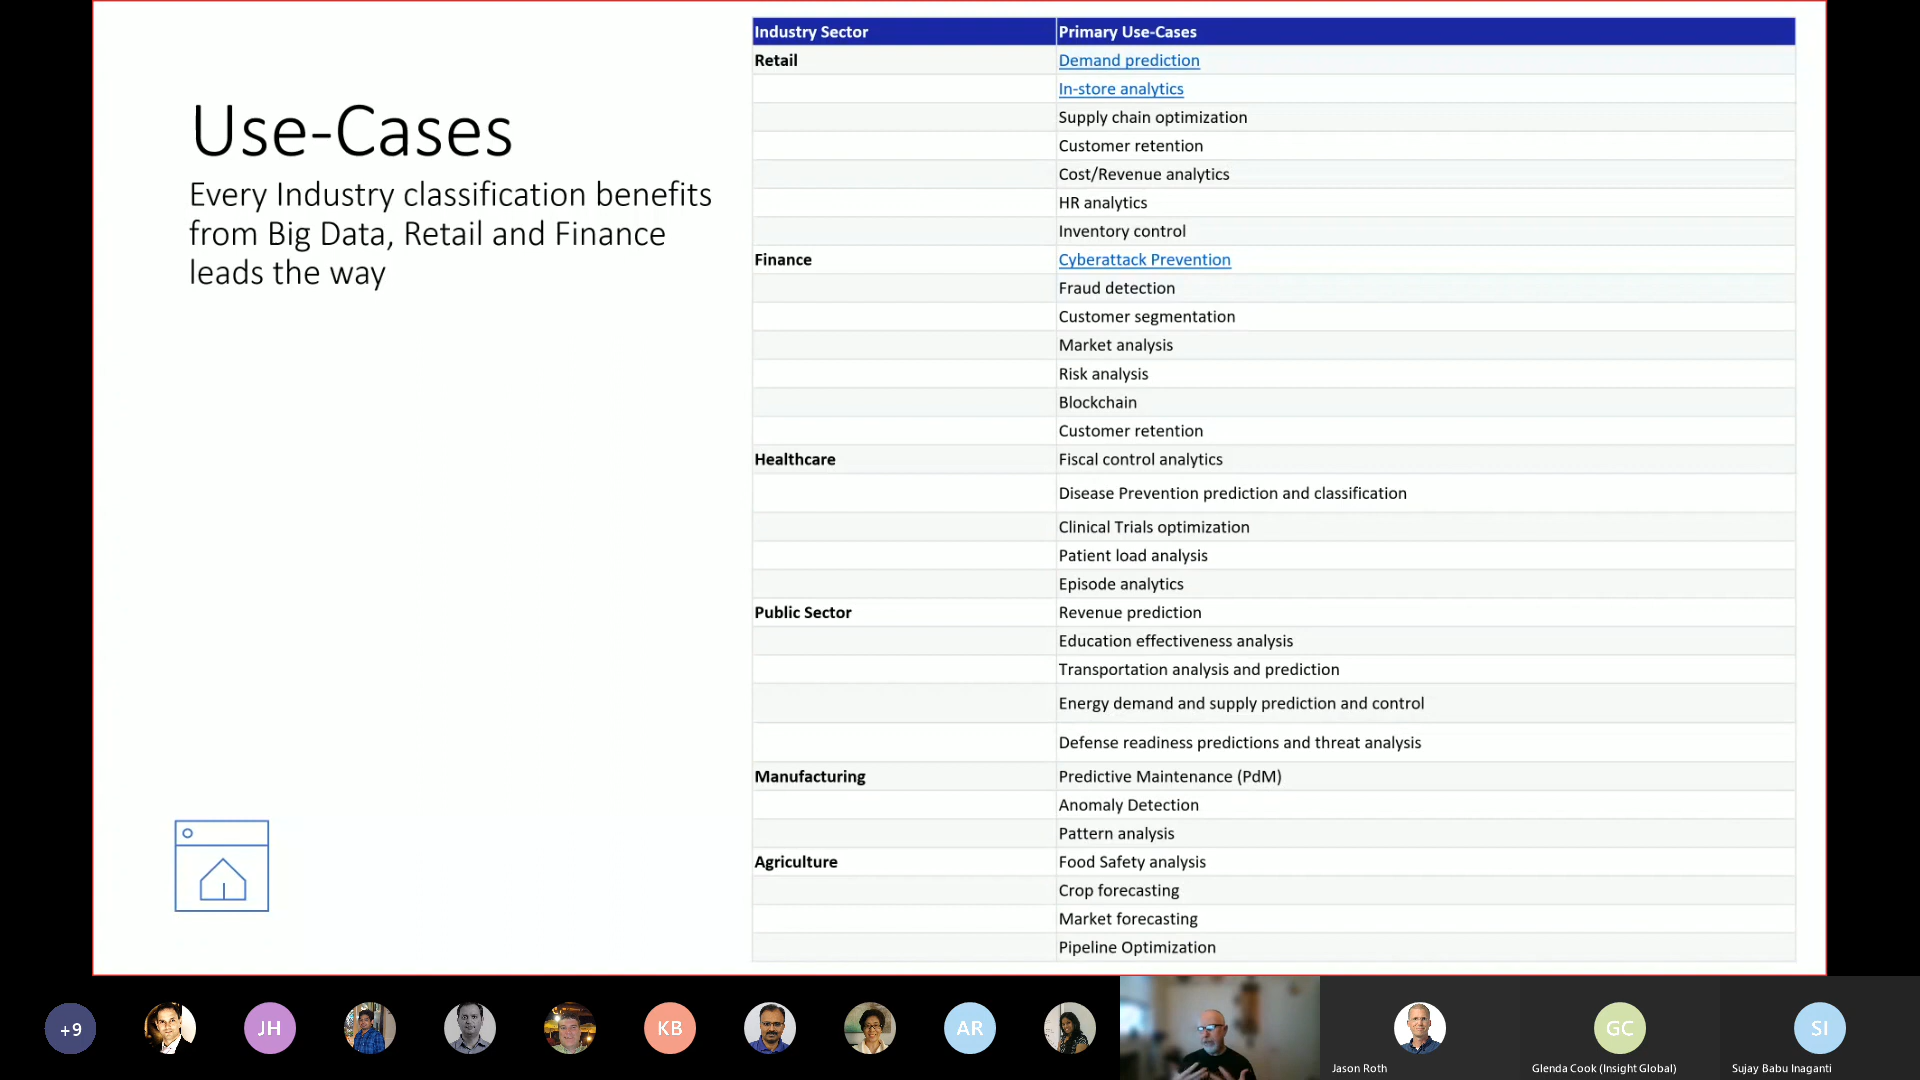 Use-Cases
Every Industry classification benefits
from Big Data, Retail and Finance
leads the way
Industry Sector Primary Use-Cases
Retail Demand prediction
In-store analytics
Supply chain optimization
Customer retention
Cost/Revenue analytics
HR analytics
Inventory control
Finance Cyberattack Prevention
Fraud detection
Customer segmentation
Market analysis
Risk analysis
Blockchain
Customer retention
Healthcare Fiscal control analytics
Disease Prevention prediction and classification
Clinical Trials optimization
Patient load analysis
Episode analytics
Public Sector Revenue prediction
Education effectiveness analysis
Transportation analysis and prediction
Energy demand and supply prediction and control
Defense readiness predictions and threat analysis
Manufacturing Predictive Maintenance (PdM)
Anomaly Detection
Pattern analysis
Agriculture Food Safety analysis
Crop forecasting
Market forecasting
Pipeline Optimization
+9 JH KB AR GC SI
Jason Roth Glenda Cook (Insight Global) Sujay Babu Inaganti